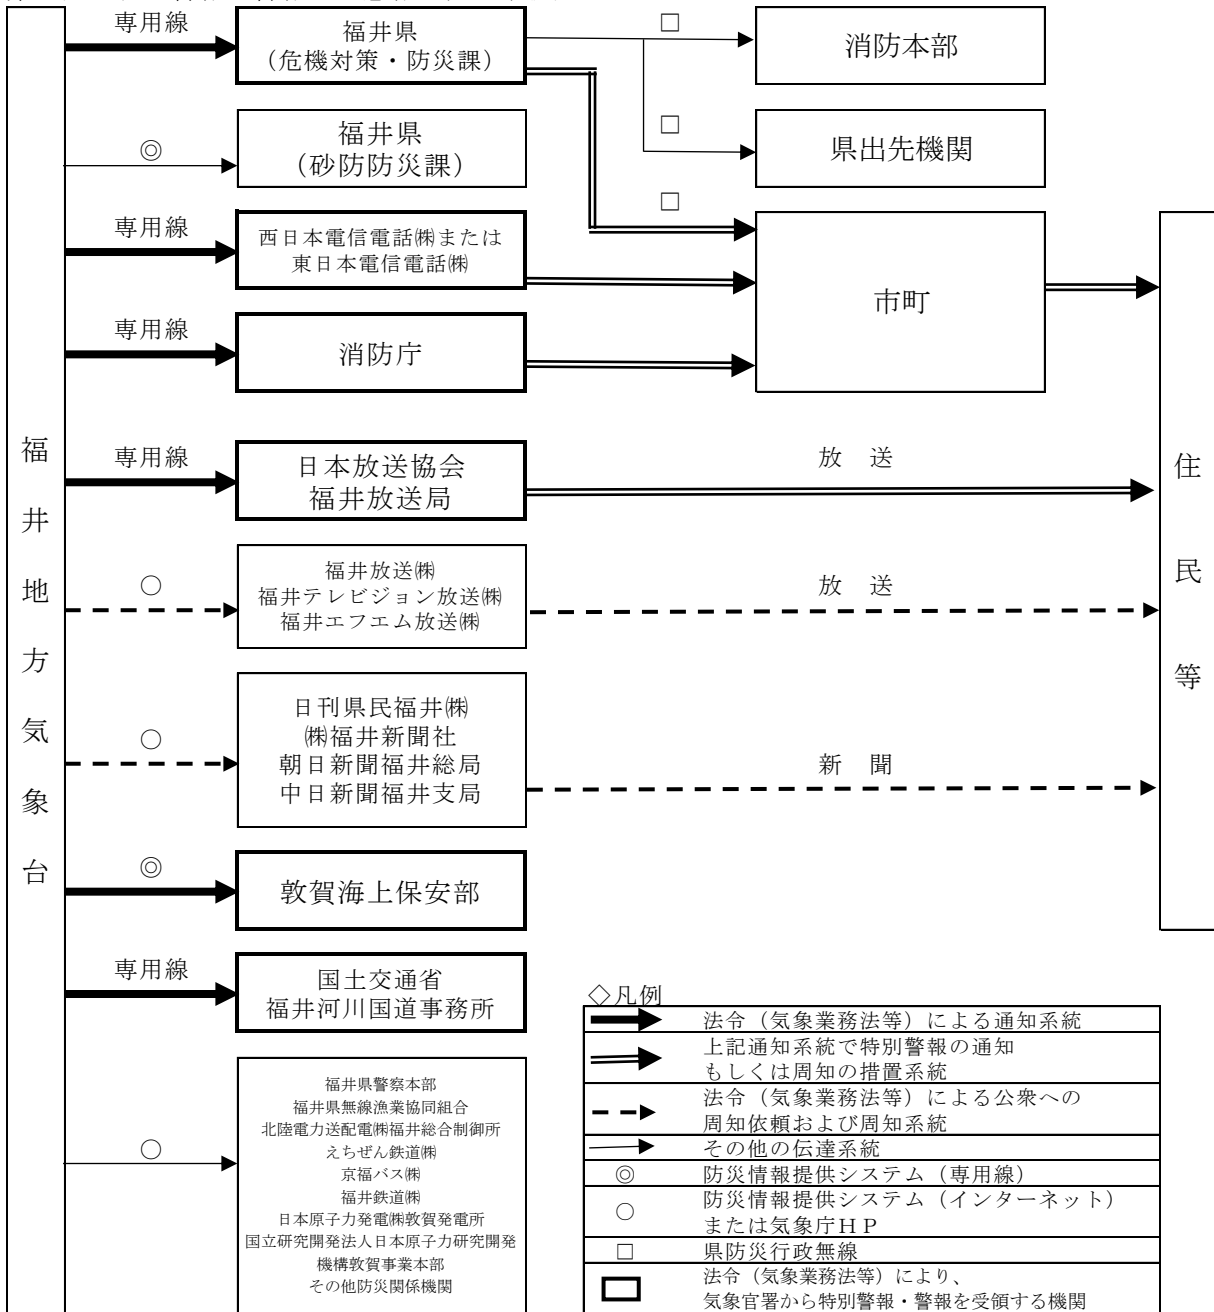 専用線
福井県
（危機対策・防災課）
□
消防本部
□
県出先機関
◎
福井県
（砂防防災課）
□
専用線
西日本電信電話㈱または
東日本電信電話㈱
市町
専用線
消防庁
福井地方気象台
住民等
専用線
日本放送協会
福井放送局
放　送
○
福井放送㈱
福井テレビジョン放送㈱
福井エフエム放送㈱
放　送
○
日刊県民福井㈱
㈱福井新聞社
朝日新聞福井総局
中日新聞福井支局
新　聞
◎
敦賀海上保安部
専用線
国土交通省
福井河川国道事務所
○
福井県警察本部
福井県無線漁業協同組合
北陸電力送配電㈱福井総合制御所
えちぜん鉄道㈱
京福バス㈱
福井鉄道㈱
日本原子力発電㈱敦賀発電所
国立研究開発法人日本原子力研究開発
機構敦賀事業本部
その他防災関係機関
◇凡例
法令（気象業務法等）による通知系統
上記通知系統で特別警報の通知
もしくは周知の措置系統
法令（気象業務法等）による公衆への
周知依頼および周知系統
その他の伝達系統
◎ 防災情報提供システム（専用線）
○ 防災情報提供システム（インターネット）
または気象庁ＨＰ
□ 県防災行政無線
法令（気象業務法等）により、
気象官署から特別警報・警報を受領する機関